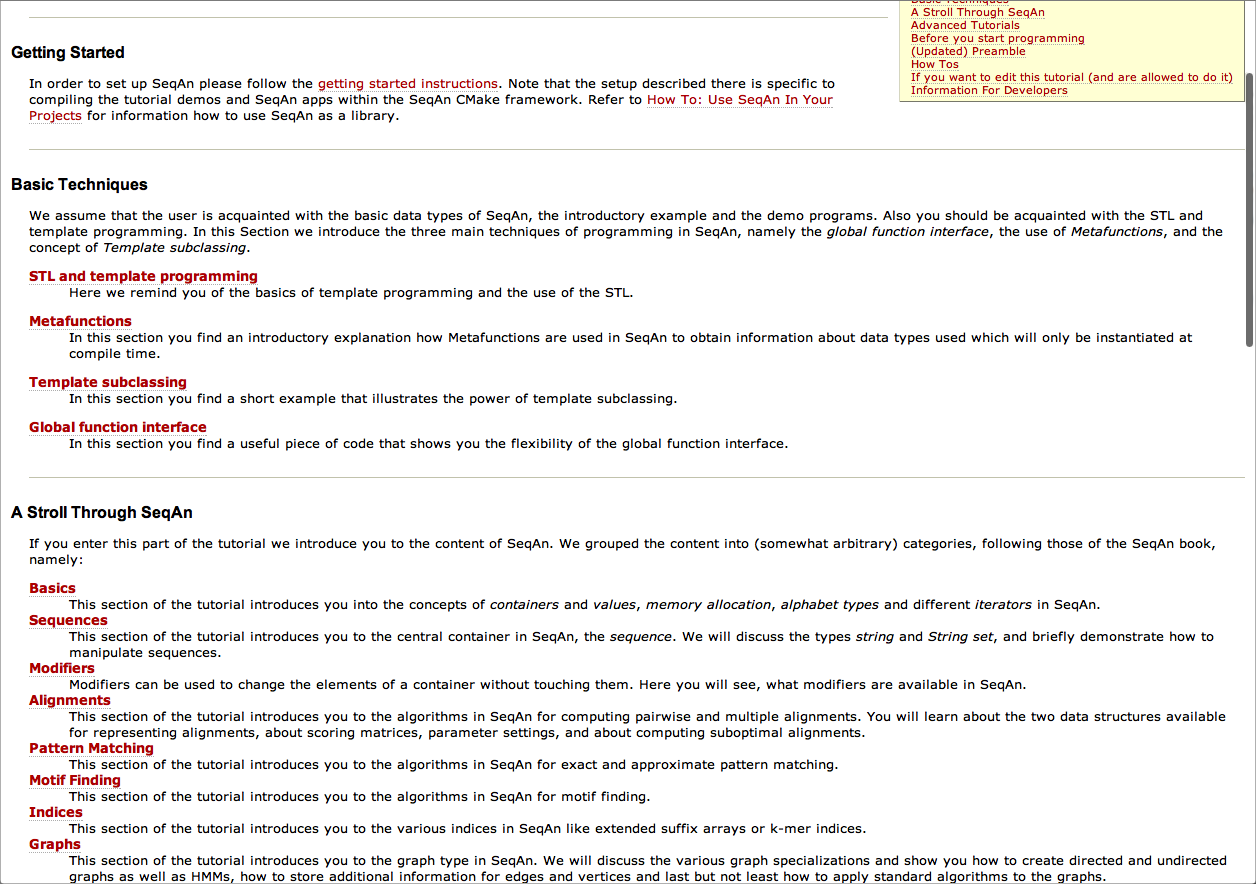 Basic Techniques
A Stroll Through SeqAn
Advanced Tutorials
Before you start programming
(Updated) Preamble
How Tos
If you want to edit this tutorial (and are allowed to do it)
Information For Developers
Getting Started
In order to set up SeqAn please follow the getting started instructions. Note that the setup described there is specific to
compiling the tutorial demos and SeqAn apps within the SeqAn CMake framework. Refer to How To: Use SeqAn In Your
Projects for information how to use SeqAn as a library.
Basic Techniques
We assume that the user is acquainted with the basic data types of SeqAn, the introductory example and the demo programs. Also you should be acquainted with the STL and
template programming. In this Section we introduce the three main techniques of programming in SeqAn, namely the global function interface, the use of Metafunctions, and the
concept of Template subclassing.
STL and template programming
Here we remind you of the basics of template programming and the use of the STL.
Metafunctions
In this section you find an introductory explanation how Metafunctions are used in SeqAn to obtain information about data types used which will only be instantiated at
compile time.
Template subclassing
In this section you find a short example that illustrates the power of template subclassing.
Global function interface
In this section you find a useful piece of code that shows you the flexibility of the global function interface.
A Stroll Through SeqAn
If you enter this part of the tutorial we introduce you to the content of SeqAn. We grouped the content into (somewhat arbitrary) categories, following those of the SeqAn book,
namely:
Basics
This section of the tutorial introduces you into the concepts of containers and values, memory allocation, alphabet types and different iterators in SeqAn.
Sequences
This section of the tutorial introduces you to the central container in SeqAn, the sequence. We will discuss the types string and String set, and briefly demonstrate how to
manipulate sequences.
Modifiers
Modifiers can be used to change the elements of a container without touching them. Here you will see, what modifiers are available in SeqAn.
Alignments
This section of the tutorial introduces you to the algorithms in SeqAn for computing pairwise and multiple alignments. You will learn about the two data structures available
for representing alignments, about scoring matrices, parameter settings, and about computing suboptimal alignments.
Pattern Matching
This section of the tutorial introduces you to the algorithms in SeqAn for exact and approximate pattern matching.
Motif Finding
This section of the tutorial introduces you to the algorithms in SeqAn for motif finding.
Indices
This section of the tutorial introduces you to the various indices in SeqAn like extended suffix arrays or k-mer indices.
Graphs
This section of the tutorial introduces you to the graph type in SeqAn. We will discuss the various graph specializations and show you how to create directed and undirected
graphs as well as HMMs, how to store additional information for edges and vertices and last but not least how to apply standard algorithms to the graphs.